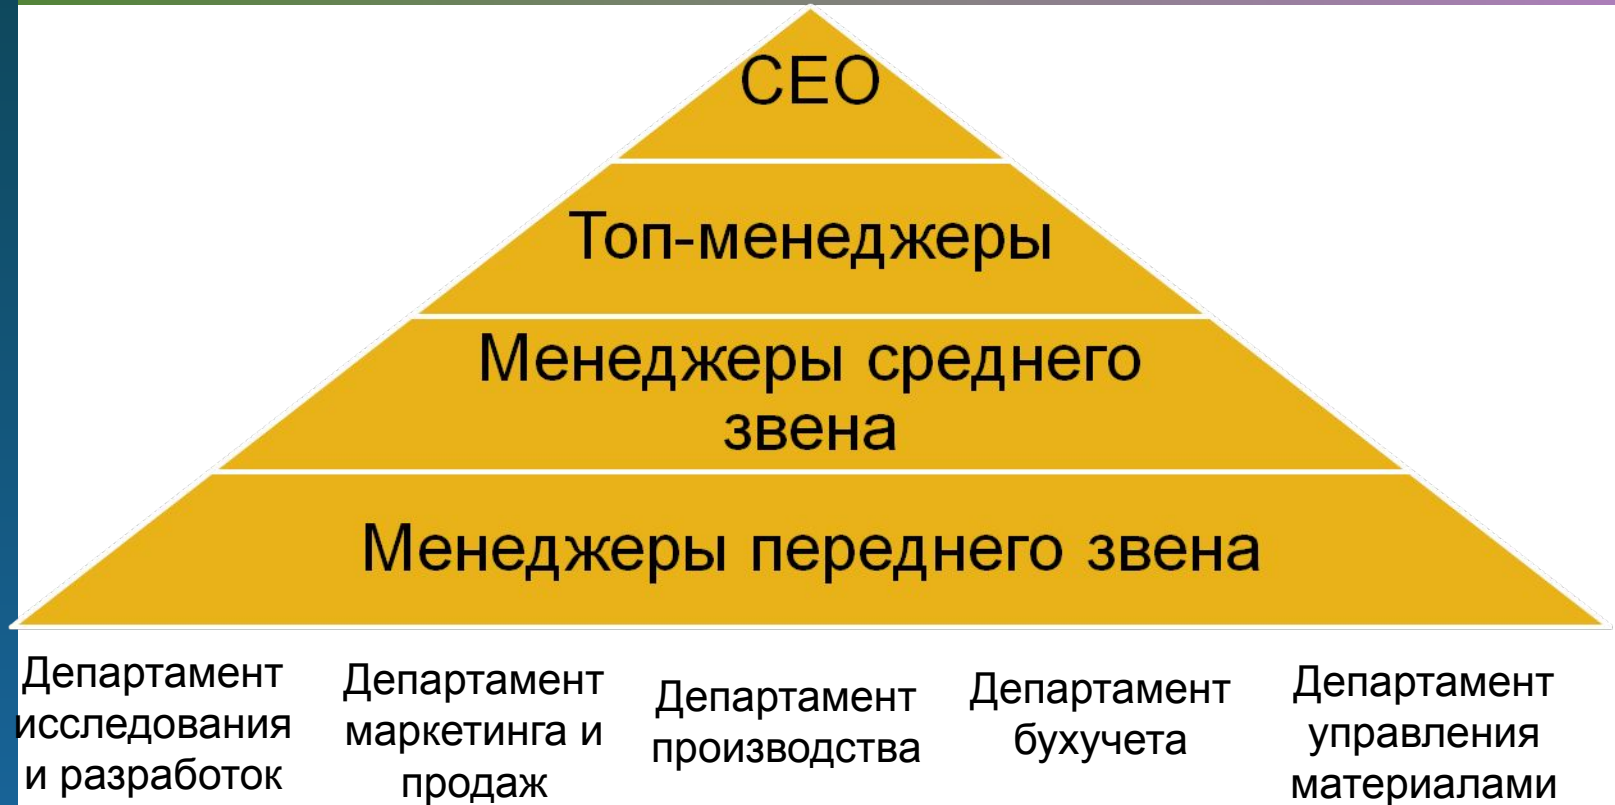 CEO
Топ-менеджеры
Менеджеры среднего
звена
Менеджеры переднего звена
Департамент
исследования
и разработок
Департамент
маркетинга и
продаж
Департамент
производства
Департамент
бухучета
Департамент
управления
материалами